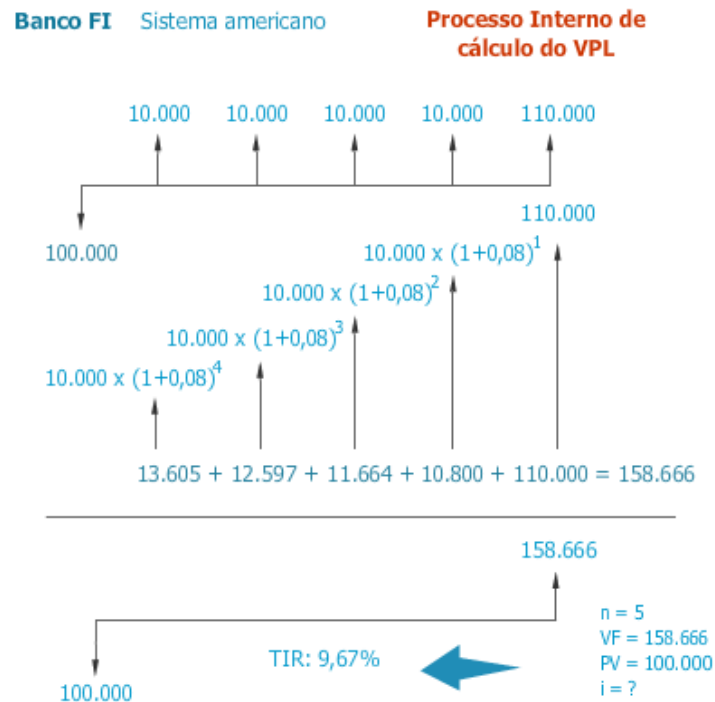 Banco FI Sistema americano
Processo Interno de
cálculo do VPL
10.000 10.000 10.000 10.000 110.000
110.000
100.000
10.000 x (1+0,08)¹
10.000 x (1+0,08)²
10.000 x (1+0,08)³
10.000 x (1+0,08)⁴
13.605 + 12.597 + 11.664 + 10.800 + 110.000 = 158.666
158.666
n = 5
VF = 158.666
TIR: 9,67%
PV = 100.000
i = ?
100.000